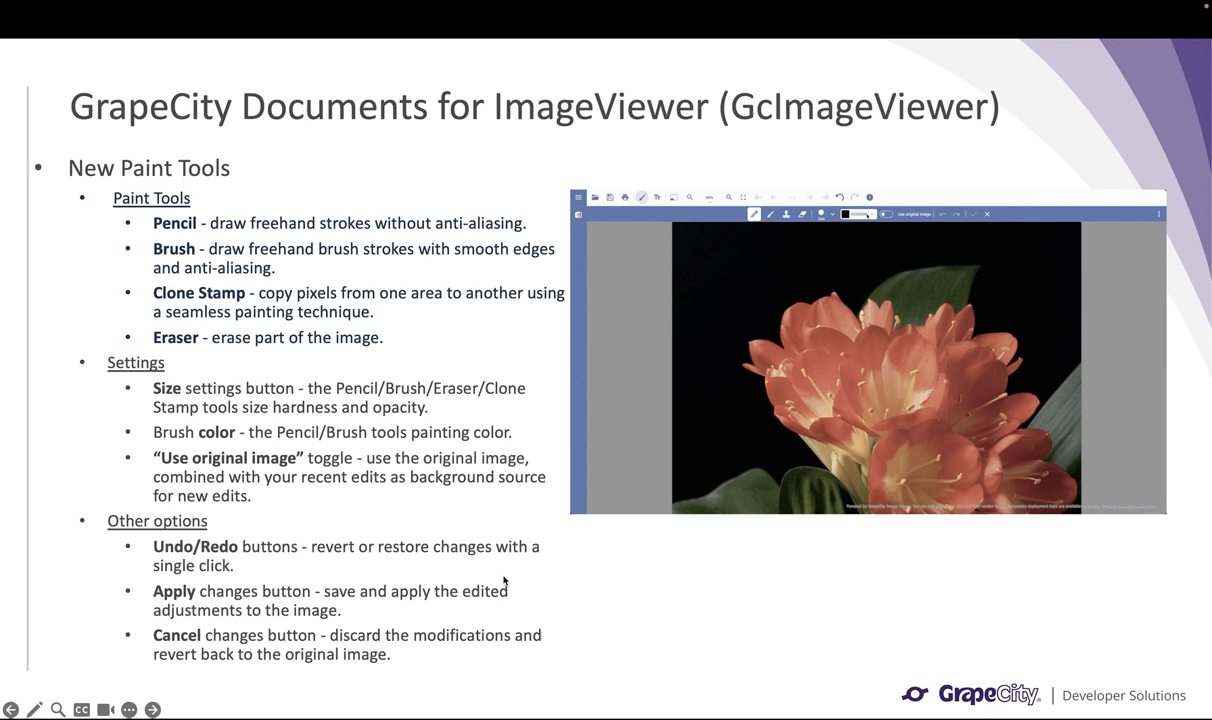 GrapeCity Documents for ImageViewer (GcImageViewer)
• New Paint Tools
• Paint Tools
• Pencil - draw freehand strokes without anti-aliasing.
• Brush - draw freehand brush strokes with smooth edges
and anti-aliasing.
• Clone Stamp - copy pixels from one area to another using
a seamless painting technique.
• Eraser - erase part of the image.
• Settings
• Size settings button - the Pencil/Brush/Eraser/Clone
Stamp tools size hardness and opacity.
• Brush color - the Pencil/Brush tools painting color.
• “Use original image” toggle - use the original image,
combined with your recent edits as background source
for new edits.
• Other options
• Undo/Redo buttons - revert or restore changes with a
single click.
• Apply changes button - save and apply the edited
adjustments to the image.
• Cancel changes button - discard the modifications and
revert back to the original image.
Tr
Use original image
CC
GrapeCity | Developer Solutions